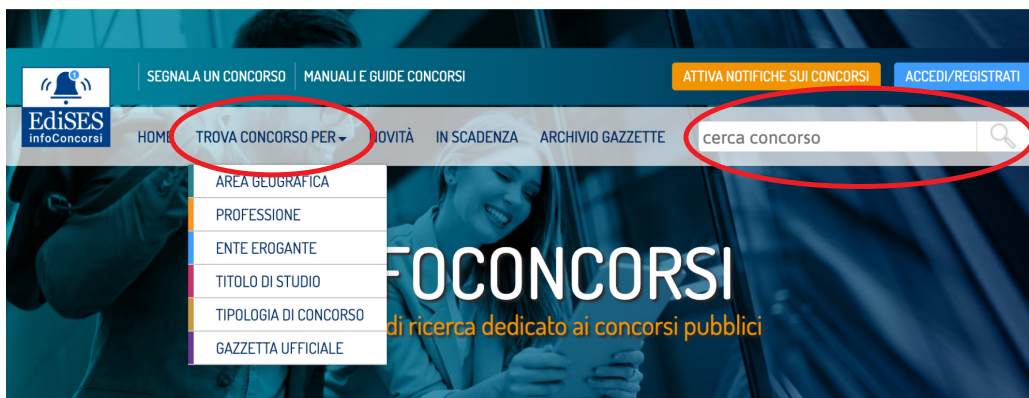 SEGNALA UN CONCORSO MANUALI E GUIDE CONCORSI ATTIVA NOTIFICHE SUI CONCORSI ACCEDI/REGISTRATI
1
EdiSES
infoConcorsi
HOME TROVA CONCORSO PER NOVITÀ IN SCADENZA ARCHIVIO GAZZETTE cerca concorso
AREA GEOGRAFICA
PROFESSIONE
ENTE EROGANTE
TITOLO DI STUDIO
TIPOLOGIA DI CONCORSO
GAZZETTA UFFICIALE
FOCONCORSI
di ricerca dedicato ai concorsi pubblici